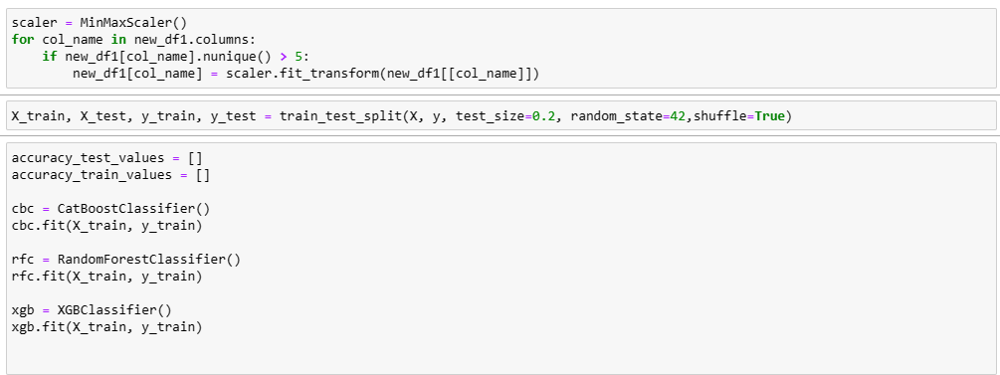 scaler = MinMaxScaler()
for col_name in new_df1.columns:
    if new_df1[col_name].nunique() > 5:
        new_df1[col_name] = scaler.fit_transform(new_df1[[col_name]])
X_train, X_test, y_train, y_test = train_test_split(X, y, test_size=0.2, random_state=42,shuffle=True)
accuracy_test_values = []
accuracy_train_values = []
cbc = CatBoostClassifier()
cbc.fit(X_train, y_train)
rfc = RandomForestClassifier()
rfc.fit(X_train, y_train)
xgb = XGBClassifier()
xgb.fit(X_train, y_train)